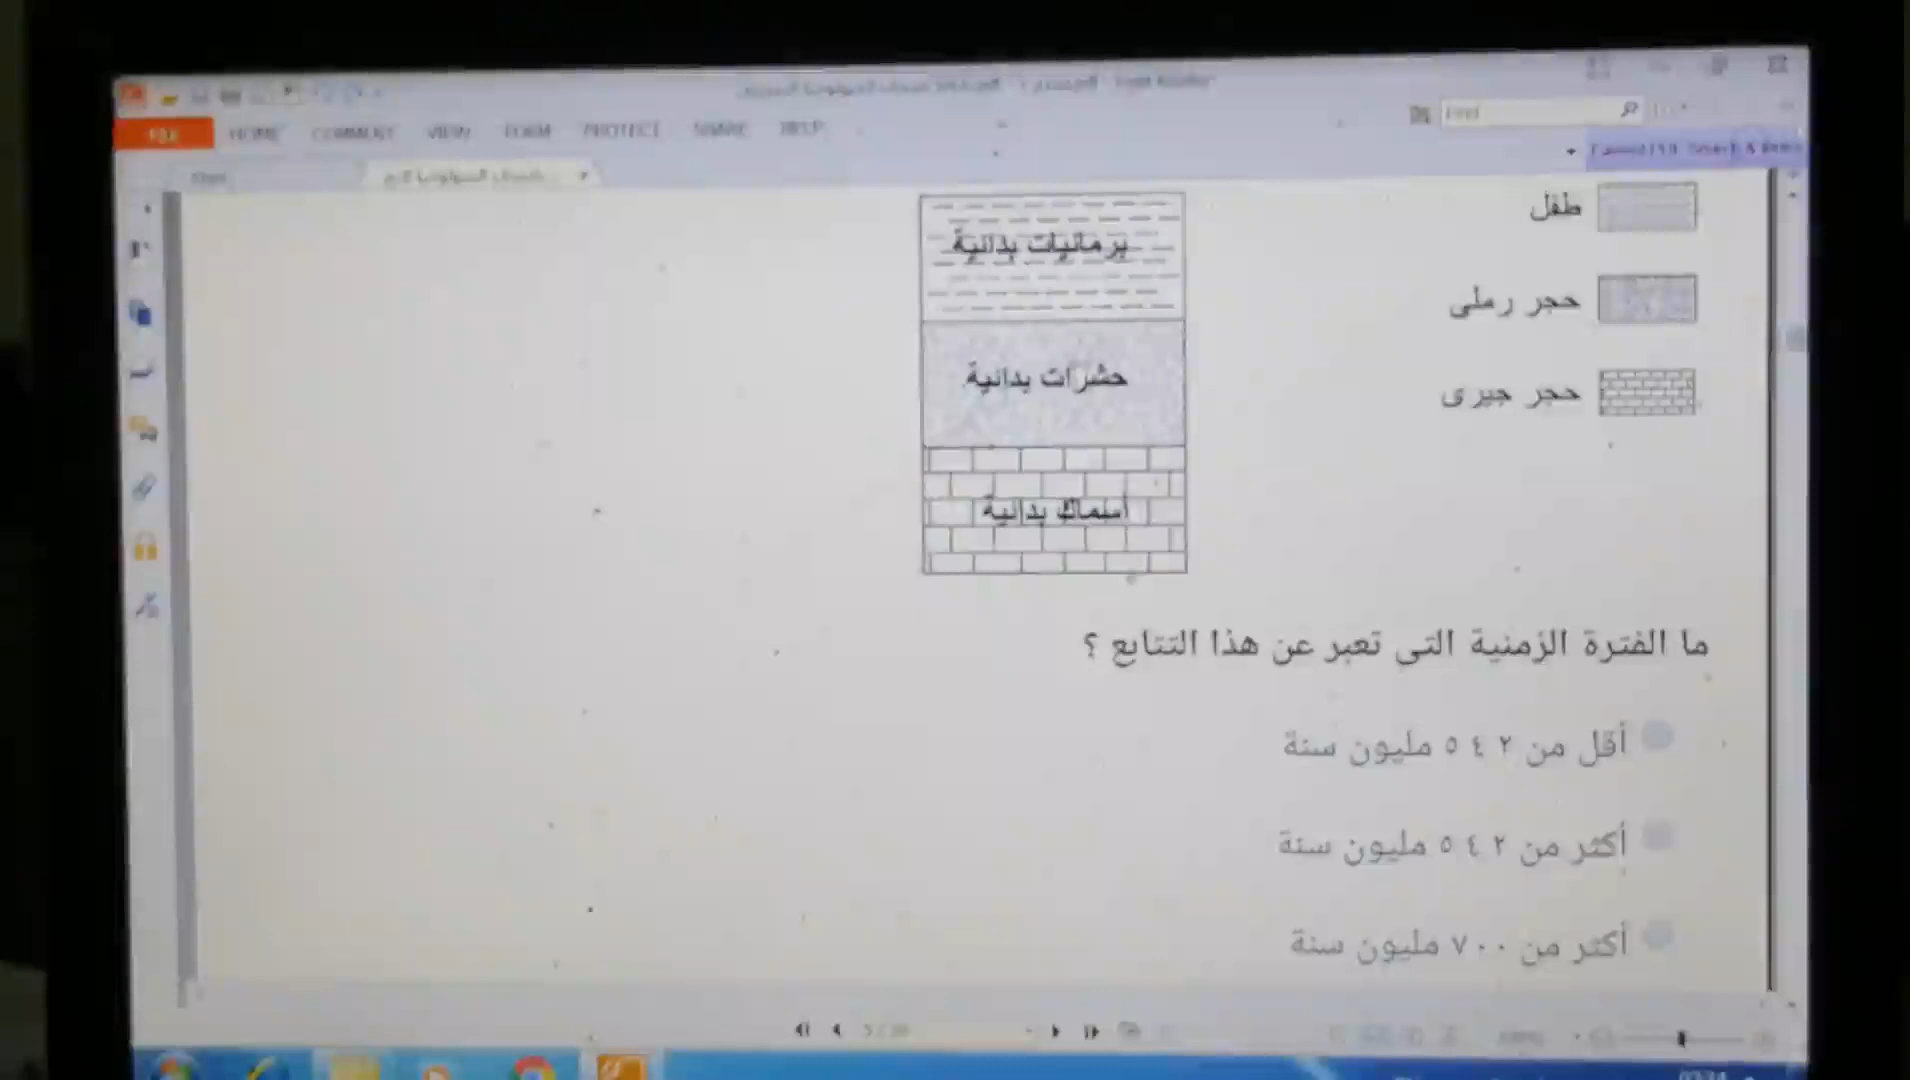 FILE HOME COMMENT VIEW FORM PROTECT SHARE HELP
Find
Start
طفل
حجر رملى
حجر جيرى
برمائيات بدائية
حشرات بدائية
أسماك بدائية
ما الفترة الزمنية التى تعبر عن هذا التتابع ؟
أقل من ٥٤٢ مليون سنة
أكثر من ٥٤٢ مليون سنة
أكثر من ٧٠٠ مليون سنة